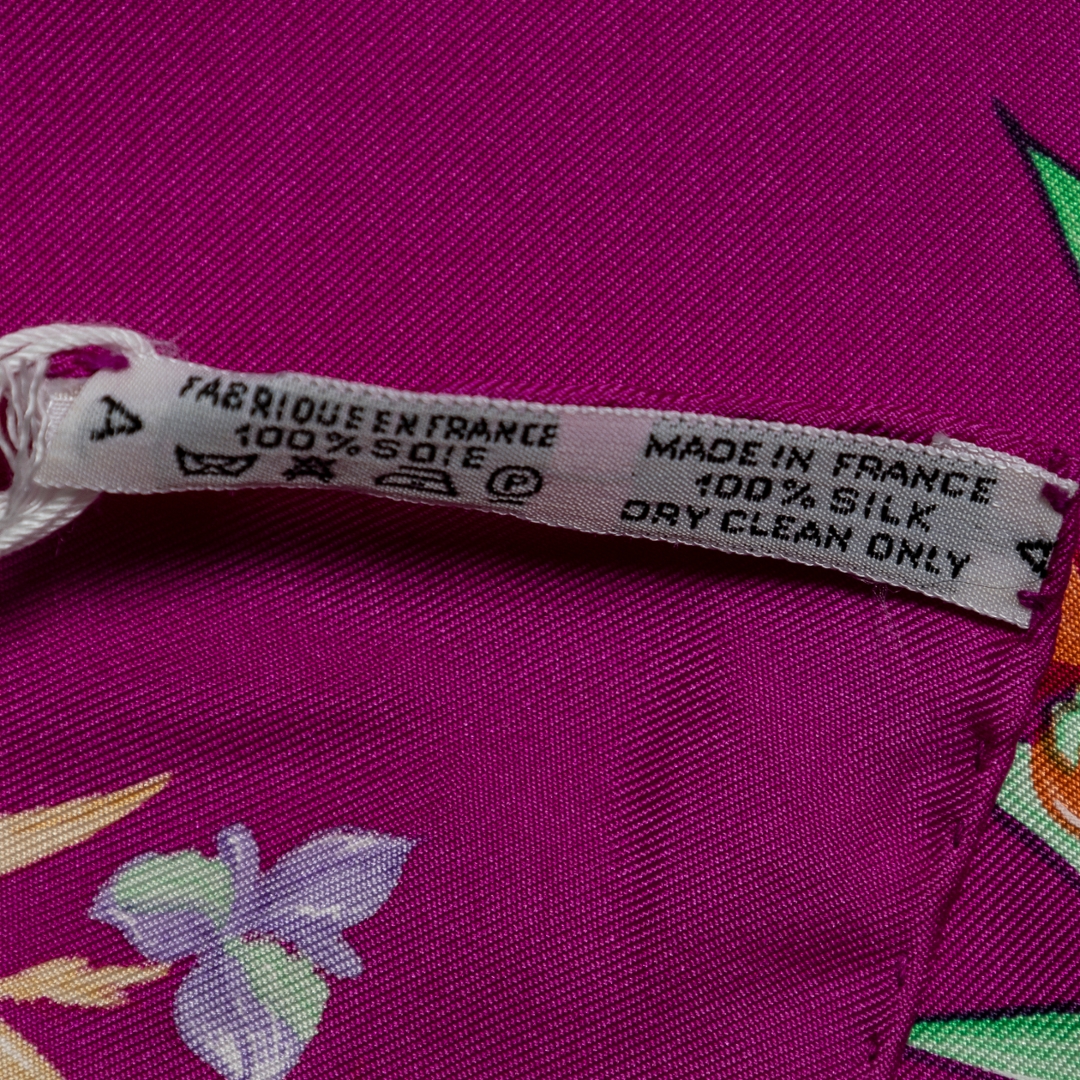 A
FABRIQUE EN FRANCE
100% SOIE
P
MADE IN FRANCE
100% SILK
DRY CLEAN ONLY
A